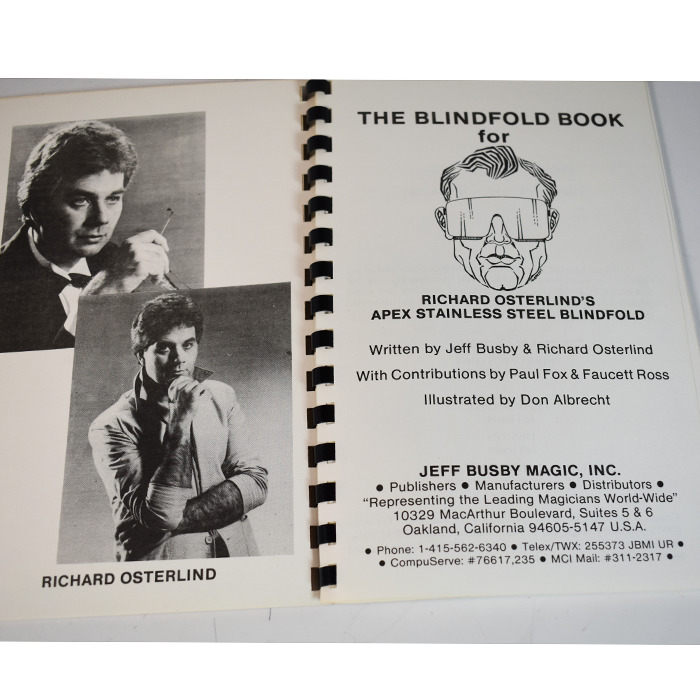 RICHARD OSTERLIND
THE BLINDFOLD BOOK
for
RICHARD OSTERLIND'S
APEX STAINLESS STEEL BLINDFOLD
Written by Jeff Busby & Richard Osterlind
With Contributions by Paul Fox & Faucett Ross
Illustrated by Don Albrecht
JEFF BUSBY MAGIC, INC.
● Publishers ● Manufacturers ● Distributors ●
"Representing the Leading Magicians World-Wide"
10329 MacArthur Boulevard, Suites 5 & 6
Oakland, California 94605-5147 U.S.A.
● Phone: 1-415-562-6340 ● Telex/TWX: 255373 JBMI UR ●
● CompuServe: #76617,235 ● MCI Mail: #311-2317 ●